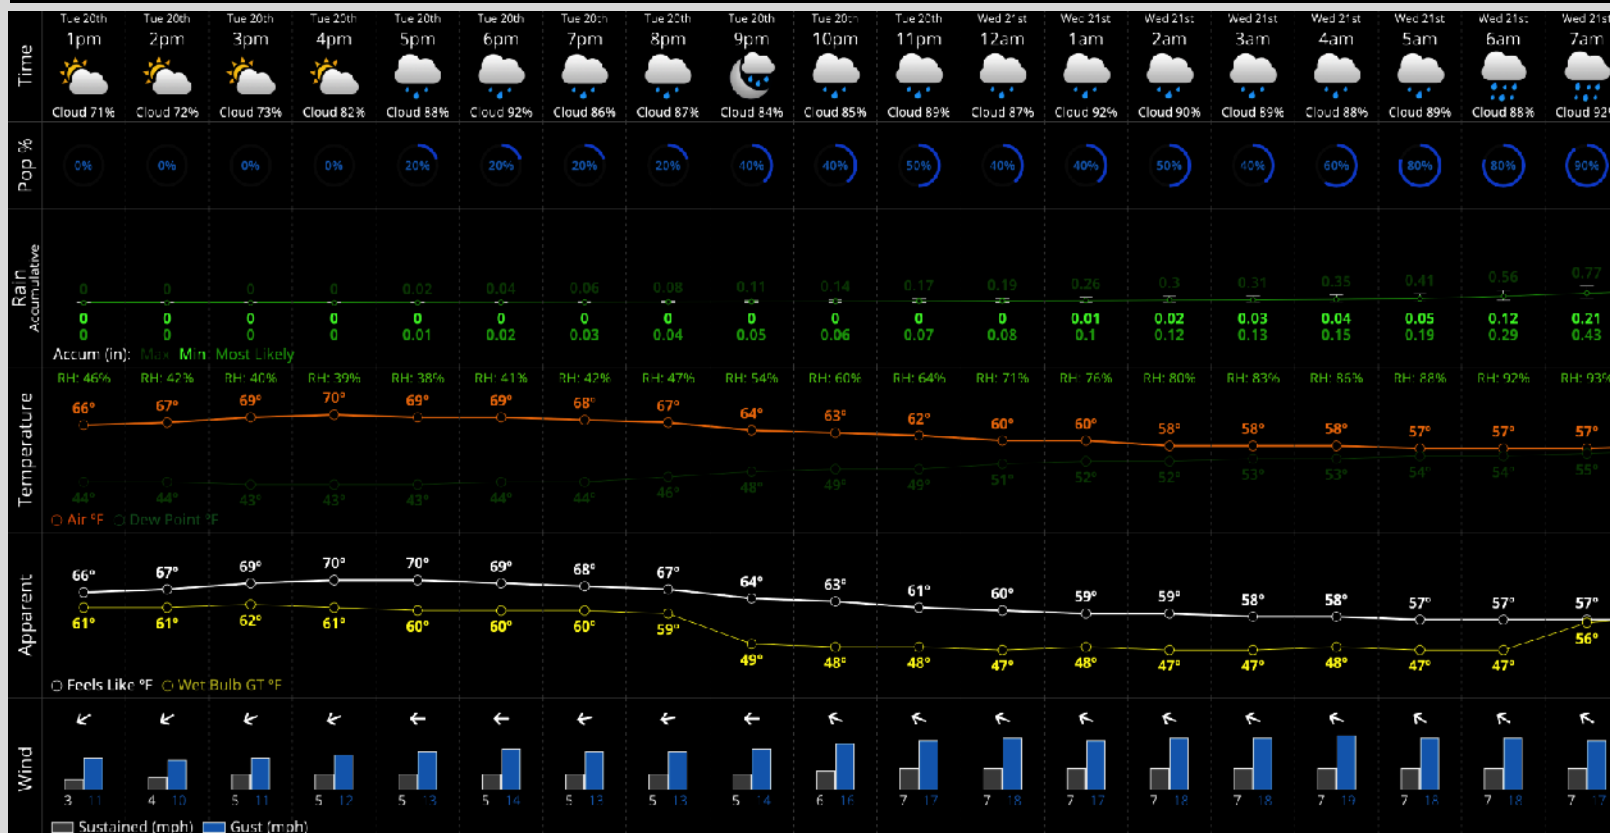 Tue 20th Tue 20th Tue 20th Tue 20th Tue 20th Tue 20th Tue 20th Tue 20th Tue 20th Tue 20th Tue 20th Wed 21st Wed 21st Wed 21st Wed 21st Wed 21st Wed 21st Wed 21st Wed 21st
Time
1pm 2pm 3pm 4pm 5pm 6pm 7pm 8pm 9pm 10pm 11pm 12am 1am 2am 3am 4am 5am 6am 7am
Cloud 71% Cloud 72% Cloud 73% Cloud 82% Cloud 88% Cloud 92% Cloud 86% Cloud 87% Cloud 84% Cloud 85% Cloud 89% Cloud 87% Cloud 92% Cloud 90% Cloud 89% Cloud 88% Cloud 89% Cloud 88% Cloud 92%
Pop %
0% 0% 0% 0% 20% 20% 20% 20% 40% 40% 50% 40% 40% 50% 40% 60% 80% 80% 90%
Rain
Accumulative
0 0 0 0 0.02 0.04 0.06 0.08 0.11 0.14 0.17 0.19 0.26 0.3 0.31 0.35 0.41 0.56 0.77
0 0 0 0 0 0 0 0 0 0 0 0 0.01 0.02 0.03 0.04 0.05 0.12 0.21
0 0 0 0 0.01 0.02 0.03 0.04 0.05 0.06 0.07 0.08 0.1 0.12 0.13 0.15 0.19 0.29 0.43
Accum (in): Max Min Most Likely
Temperature
RH: 46% RH: 42% RH: 40% RH: 39% RH: 38% RH: 41% RH: 42% RH: 47% RH: 54% RH: 60% RH: 64% RH: 71% RH: 76% RH: 80% RH: 83% RH: 86% RH: 88% RH: 92% RH: 93%
66° 67° 69° 70° 69° 69° 68° 67° 64° 63° 62° 60° 60° 58° 58° 58° 57° 57° 57°
44° 44° 43° 43° 43° 44° 44° 46° 48° 49° 49° 51° 52° 52° 53° 53° 54° 54° 55°
Air °F Dew Point °F
Apparent
66° 67° 69° 70° 70° 69° 68° 67° 64° 63° 61° 60° 59° 59° 58° 58° 57° 57° 57°
61° 61° 62° 61° 60° 60° 60° 59° 49° 48° 48° 47° 48° 47° 47° 48° 47° 47° 56°
Feels Like °F Wet Bulb GT °F
Wind
3 11 4 10 5 11 5 12 5 13 5 14 5 13 5 13 5 14 6 16 7 17 7 18 7 17 7 18 7 18 7 19 7 18 7 18 7 17
Sustained (mph) Gust (mph)